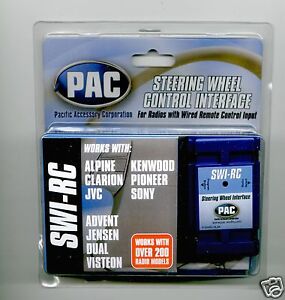 PAC
Pacific Accessory Corporation
STEERING WHEEL
CONTROL INTERFACE
For Radios with Wired Remote Control Input
SWI-RC
WORKS WITH:
ALPINE
CLARION
JVC
KENWOOD
PIONEER
SONY
ADVENT
JENSEN
DUAL
VISTEON
WORKS WITH
OVER 200
RADIO MODELS
SWI-RC
Steering Wheel Interface
PAC